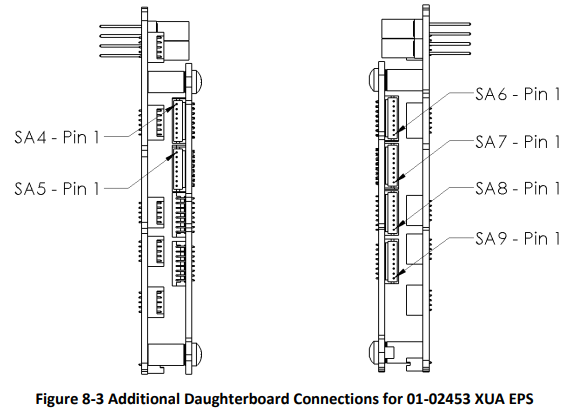 SA4 - Pin 1
SA5 - Pin 1
SA6 - Pin 1
SA7 - Pin 1
SA8 - Pin 1
SA9 - Pin 1
Figure 8-3 Additional Daughterboard Connections for 01-02453 XUA EPS